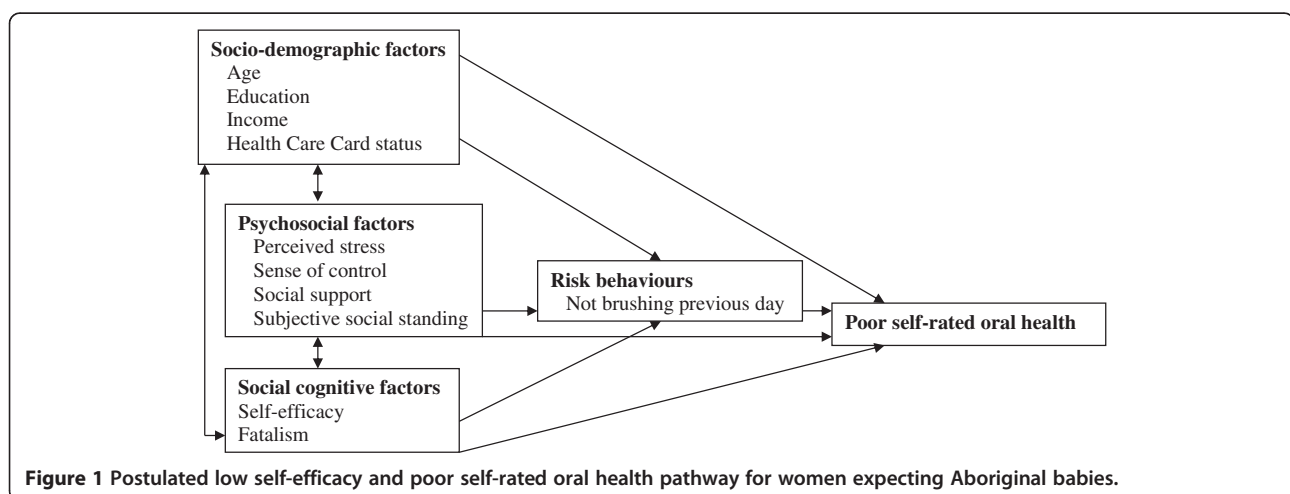 Socio-demographic factors
Age
Education
Income
Health Care Card status
Psychosocial factors
Perceived stress
Sense of control
Social support
Subjective social standing
Risk behaviours
Not brushing previous day
Poor self-rated oral health
Social cognitive factors
Self-efficacy
Fatalism
Figure 1 Postulated low self-efficacy and poor self-rated oral health pathway for women expecting Aboriginal babies.